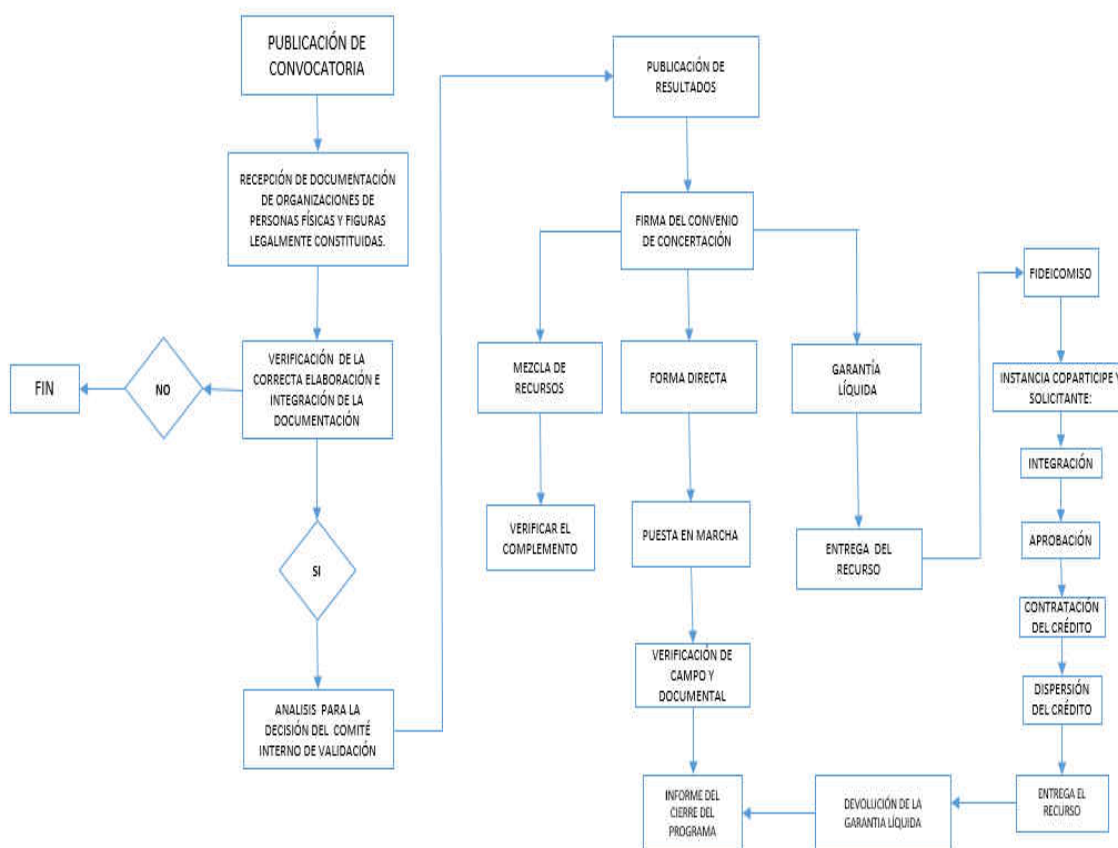 PUBLICACIÓN DE
CONVOCATORIA
RECEPCIÓN DE DOCUMENTACIÓN
DE ORGANIZACIONES DE
PERSONAS FÍSICAS Y FIGURAS
LEGALMENTE CONSTITUIDAS.
VERIFICACIÓN DE LA
CORRECTA ELABORACIÓN E
INTEGRACIÓN DE LA
DOCUMENTACIÓN
NO
FIN
SI
ANALISIS PARA LA
DECISIÓN DEL COMITÉ
INTERNO DE VALIDACIÓN
PUBLICACIÓN DE
RESULTADOS
FIRMA DEL CONVENIO
DE CONCERTACIÓN
MEZCLA DE
RECURSOS
VERIFICAR EL
COMPLEMENTO
FORMA DIRECTA
PUESTA EN MARCHA
VERIFICACIÓN DE
CAMPO Y
DOCUMENTAL
GARANTÍA
LÍQUIDA
ENTREGA DEL
RECURSO
FIDEICOMISO
INSTANCIA COPARTICIPE Y
SOLICITANTE:
INTEGRACIÓN
APROBACIÓN
CONTRATACIÓN
DEL CRÉDITO
DISPERSIÓN
DEL CRÉDITO
ENTREGA EL
RECURSO
DEVOLUCIÓN DE LA
GARANTIA LÍQUIDA
INFORME DEL
CIERRE DEL
PROGRAMA